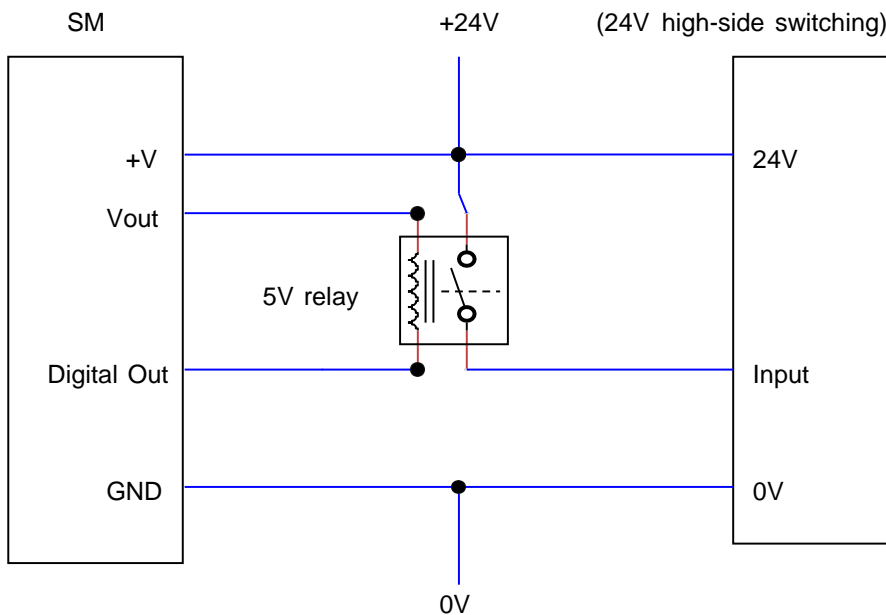 SM
+24V
(24V high-side switching)
+V
24V
Vout
5V relay
Digital Out
Input
GND
0V
0V